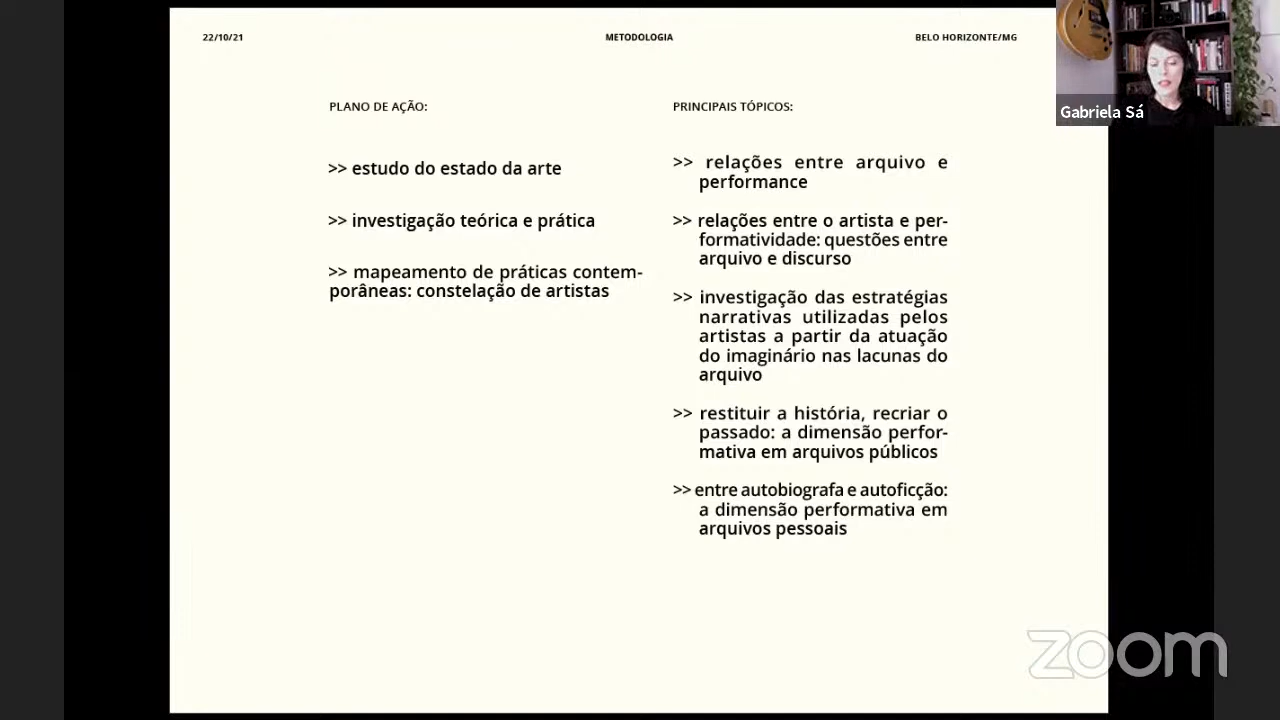 22/10/21
METODOLOGIA
BELO HORIZONTE/MG
PLANO DE AÇÃO:
>> estudo do estado da arte
>> investigação teórica e prática
>> mapeamento de práticas contem-
porâneas: constelação de artistas
PRINCIPAIS TÓPICOS:
>> relações entre arquivo e
performance
>> relações entre o artista e per-
formatividade: questões entre
arquivo e discurso
>> investigação das estratégias
narrativas utilizadas pelos
artistas a partir da atuação
do imaginário nas lacunas do
arquivo
>> restituir a história, recriar o
passado: a dimensão perfor-
mativa em arquivos públicos
>> entre autobiografa e autoficção:
a dimensão performativa em
arquivos pessoais
Gabriela Sá
zoom